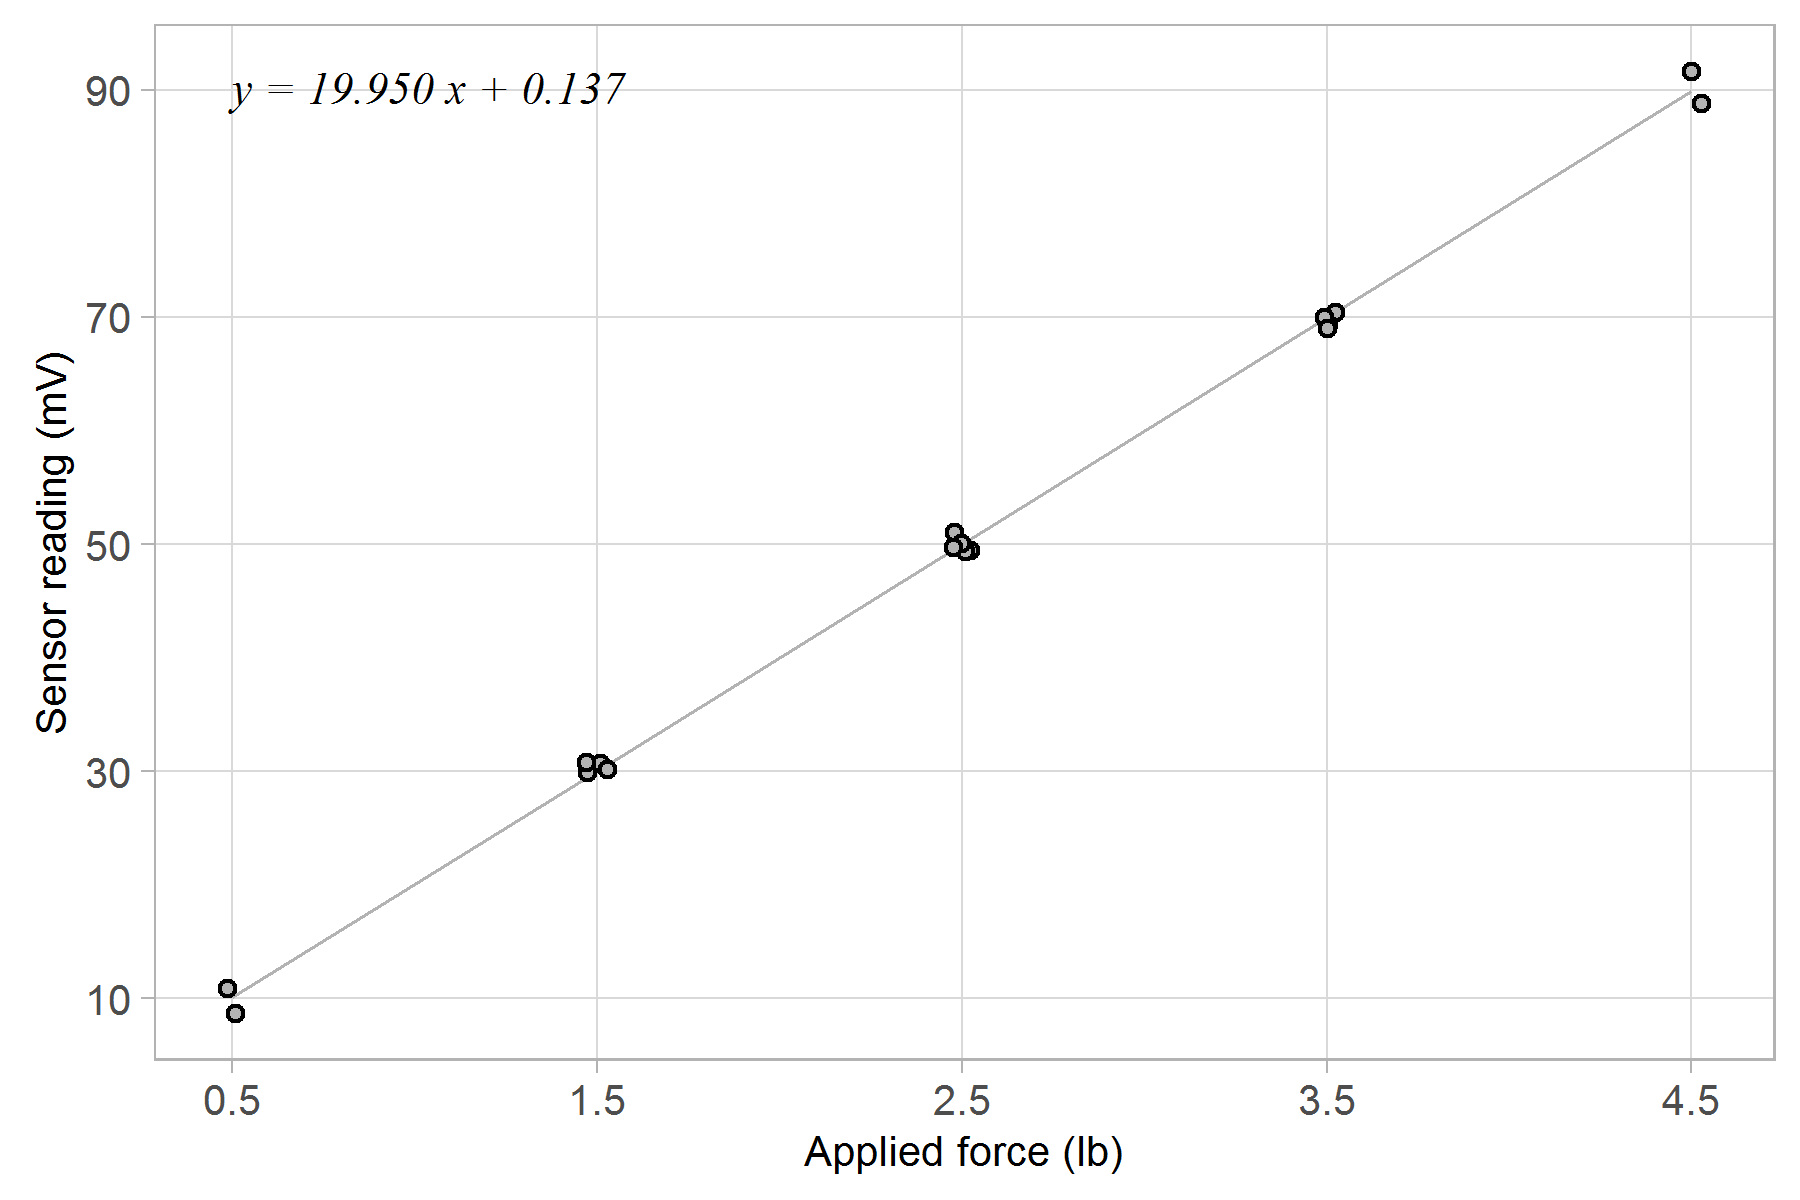 y = 19.950 x + 0.137
90
70
50
30
10
Sensor reading (mV)
0.5 1.5 2.5 3.5 4.5
Applied force (lb)